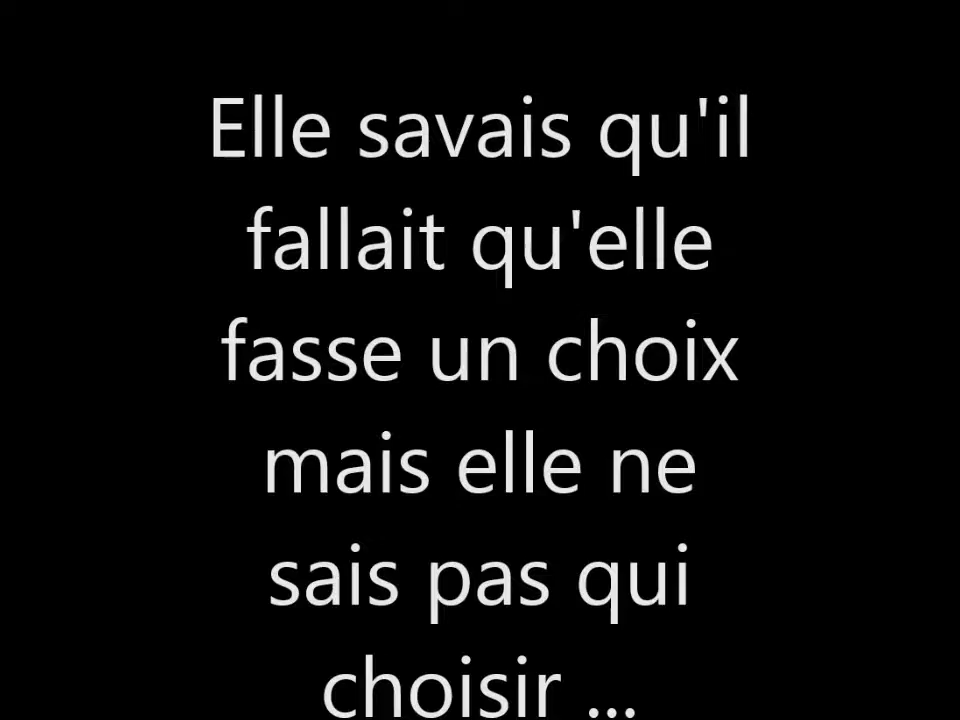 Elle savais qu'il
fallait qu'elle
fasse un choix
mais elle ne
sais pas qui
choisir ...